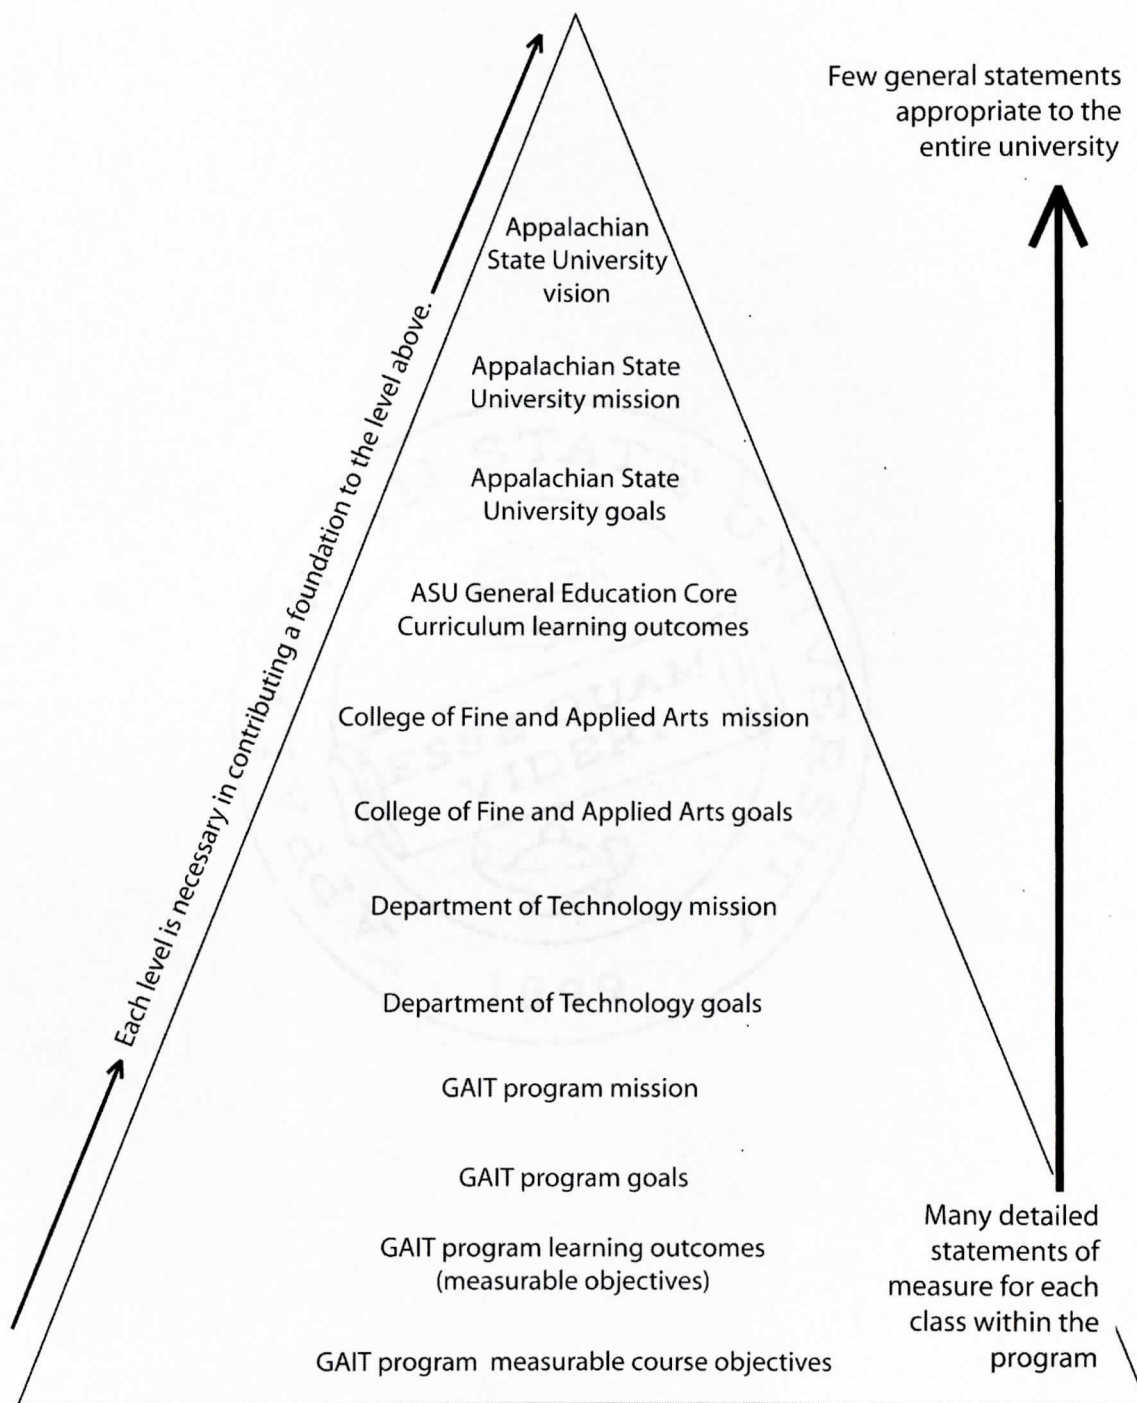 Few general statements
appropriate to the
entire university
Each level is necessary in contributing a foundation to the level above.
Appalachian
State University
vision
Appalachian State
University mission
Appalachian State
University goals
ASU General Education Core
Curriculum learning outcomes
College of Fine and Applied Arts mission
College of Fine and Applied Arts goals
Department of Technology mission
Department of Technology goals
GAIT program mission
GAIT program goals
GAIT program learning outcomes
(measurable objectives)
GAIT program measurable course objectives
Many detailed
statements of
measure for each
class within the
program